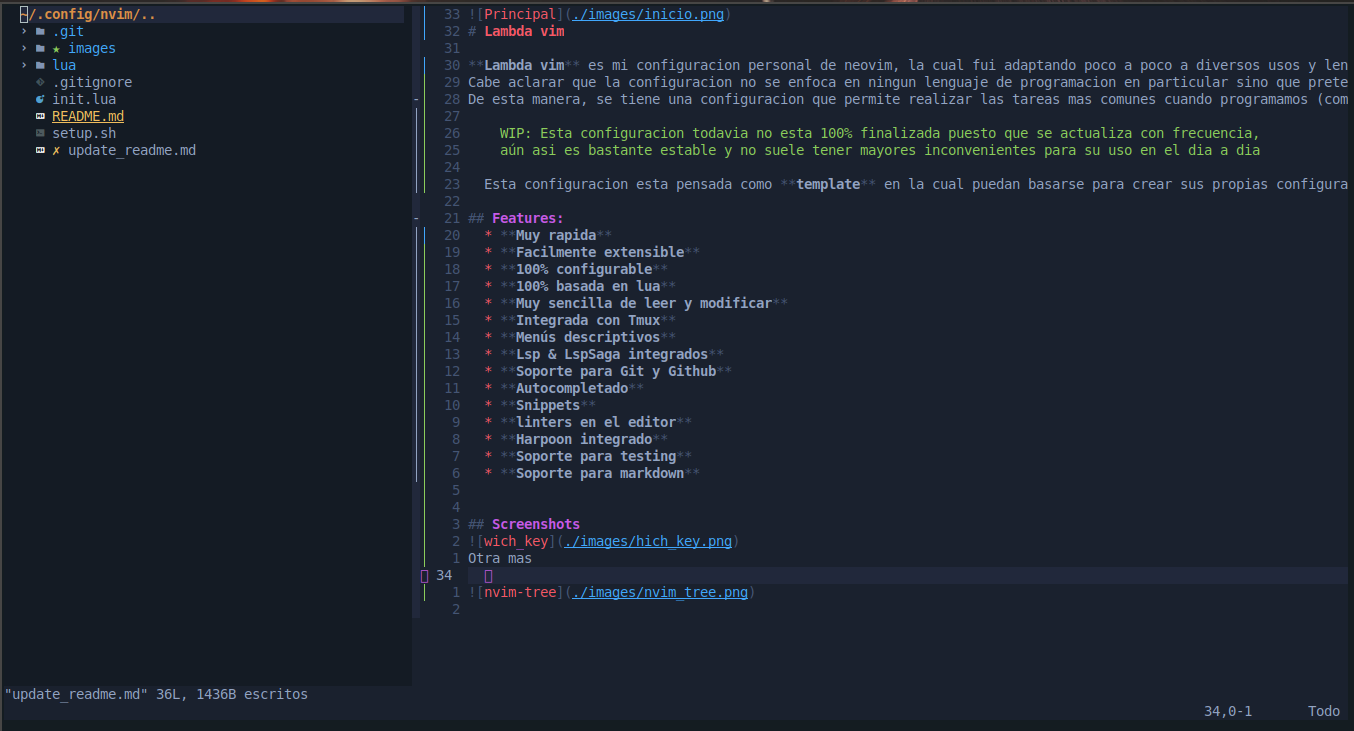 ~/.config/nvim/..
.git
★ images
lua
.gitignore
init.lua
README.md
setup.sh
✗ update_readme.md
33 ![Principal](./images/inicio.png)
32 # Lambda vim
31
30 **Lambda vim** es mi configuracion personal de neovim, la cual fui adaptando poco a poco a diversos usos y len
29 Cabe aclarar que la configuracion no se enfoca en ningun lenguaje de programacion en particular sino que prete
28 De esta manera, se tiene una configuracion que permite realizar las tareas mas comunes cuando programamos (com
27
26 WIP: Esta configuracion todavia no esta 100% finalizada puesto que se actualiza con frecuencia,
25 aún asi es bastante estable y no suele tener mayores inconvenientes para su uso en el dia a dia
24
23 Esta configuracion esta pensada como **template** en la cual puedan basarse para crear sus propias configura
22
21 ## Features:
20 * **Muy rapida**
19 * **Facilmente extensible**
18 * **100% configurable**
17 * **100% basada en lua**
16 * **Muy sencilla de leer y modificar**
15 * **Integrada con Tmux**
14 * **Menús descriptivos**
13 * **Lsp & LspSaga integrados**
12 * **Soporte para Git y Github**
11 * **Autocompletado**
10 * **Snippets**
9 * **linters en el editor**
8 * **Harpoon integrado**
7 * **Soporte para testing**
6 * **Soporte para markdown**
5
4
3 ## Screenshots
2 ![wich_key](./images/hich_key.png)
1 Otra mas
34
1 ![nvim-tree](./images/nvim_tree.png)
2
"update_readme.md" 36L, 1436B escritos
34,0-1 Todo